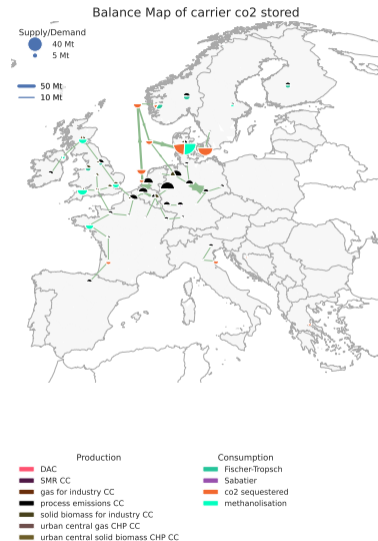 Balance Map of carrier co2 stored
Supply/Demand
40 Mt
5 Mt
50 Mt
10 Mt
Production
DAC
SMR CC
gas for industry CC
process emissions CC
solid biomass for industry CC
urban central gas CHP CC
urban central solid biomass CHP CC
Consumption
Fischer-Tropsch
Sabatier
co2 sequestered
methanolisation